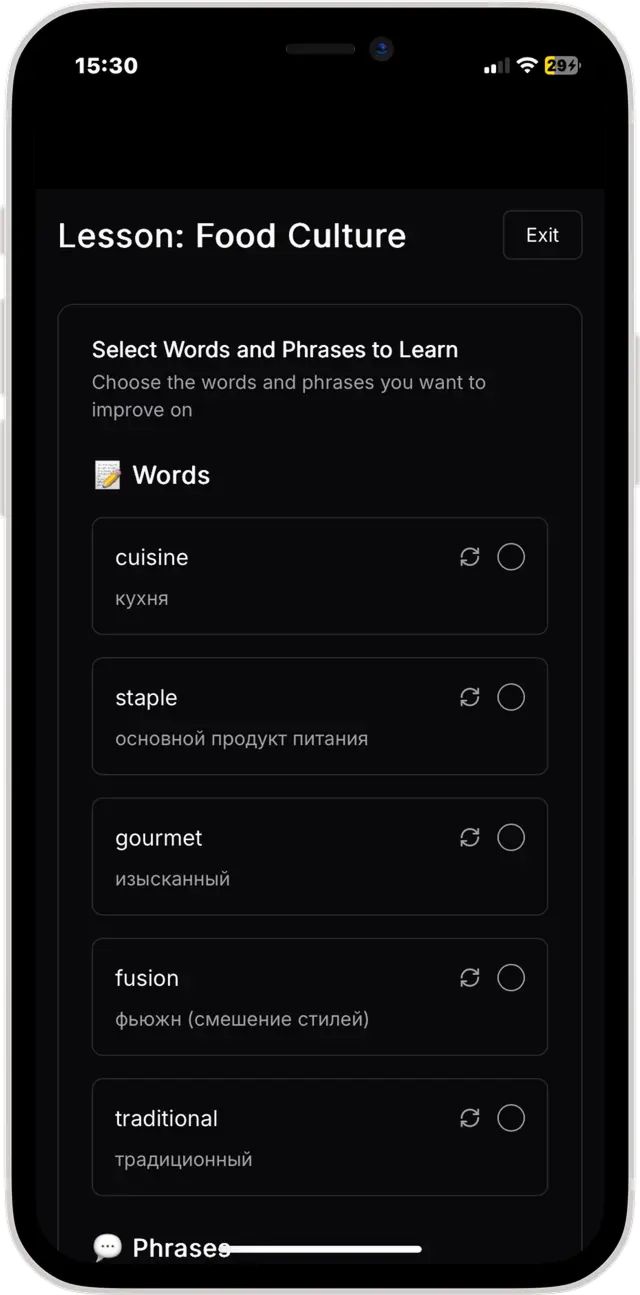 15:30
29
Lesson: Food Culture
Exit
Select Words and Phrases to Learn
Choose the words and phrases you want to
improve on
📝 Words
cuisine
кухня
staple
основной продукт питания
gourmet
изысканный
fusion
фьюжн (смешение стилей)
traditional
традиционный
💬 Phrases